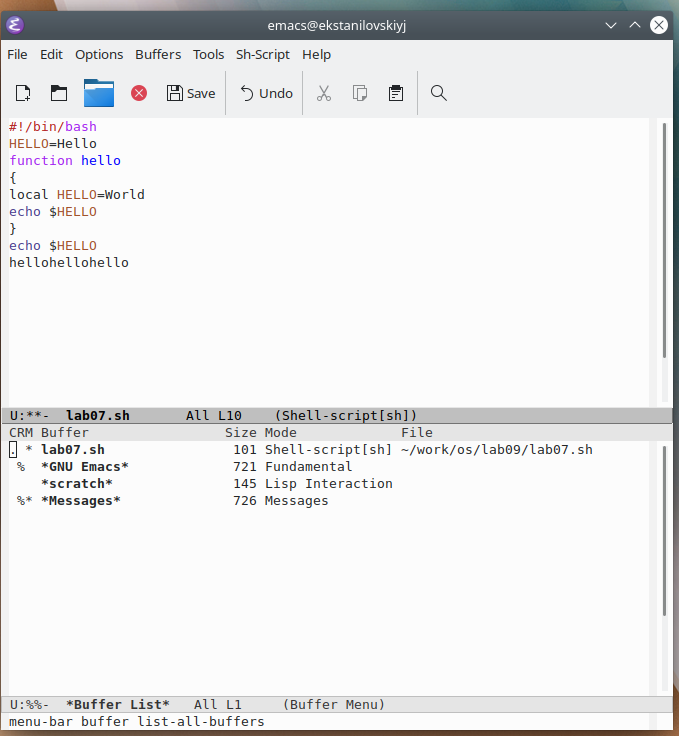 emacs@ekstanilovskiyj
File Edit Options Buffers Tools Sh-Script Help
Save Undo
#!/bin/bash
HELLO=Hello
function hello
{
local HELLO=World
echo $HELLO
}
echo $HELLO
hellohellohello
U:**-  lab07.sh       All L10    (Shell-script[sh])
CRM Buffer                 Size Mode             File
. * lab07.sh                101 Shell-script[sh] ~/work/os/lab09/lab07.sh
 %  *GNU Emacs*             721 Fundamental
    *scratch*               145 Lisp Interaction
 %* *Messages*              726 Messages
U:%%-  *Buffer List*   All L1     (Buffer Menu)
menu-bar buffer list-all-buffers